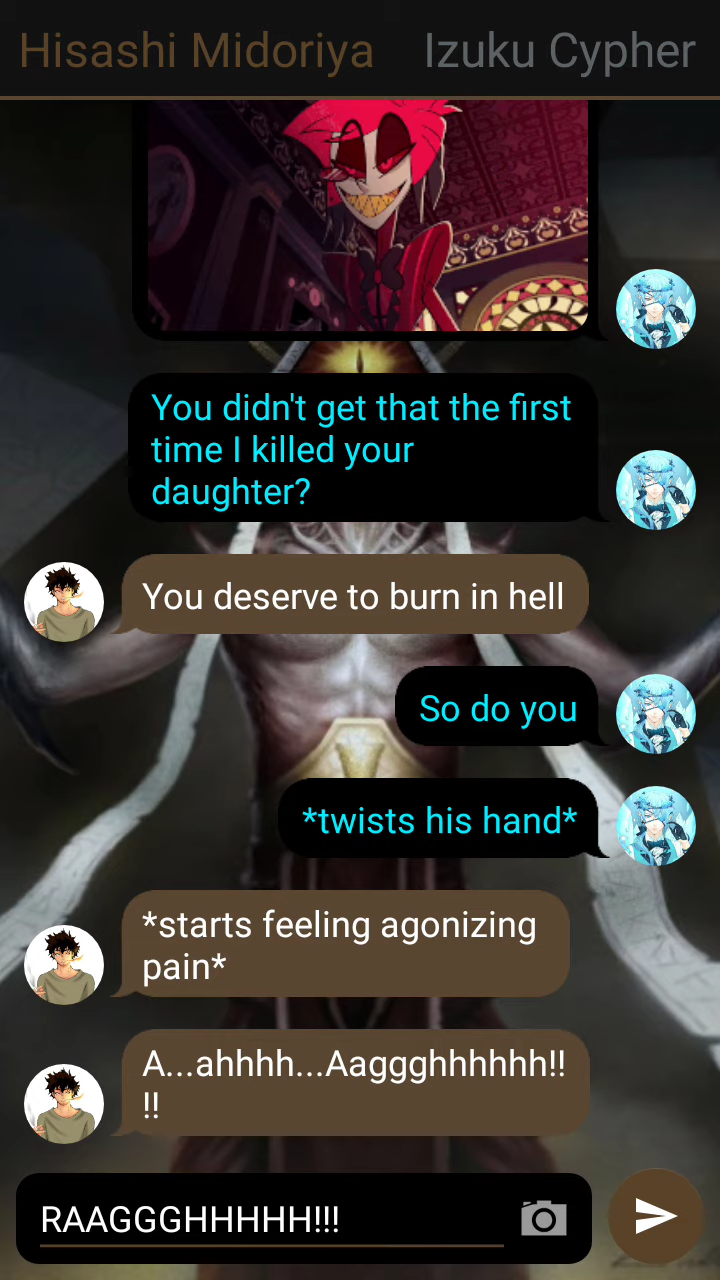 Hisashi Midoriya Izuku Cypher
You didn't get that the first
time I killed your
daughter?
You deserve to burn in hell
So do you
*twists his hand*
*starts feeling agonizing
pain*
A...ahhhh...Aaggghhhhhh!!
!!
RAAGGGHHHHH!!!